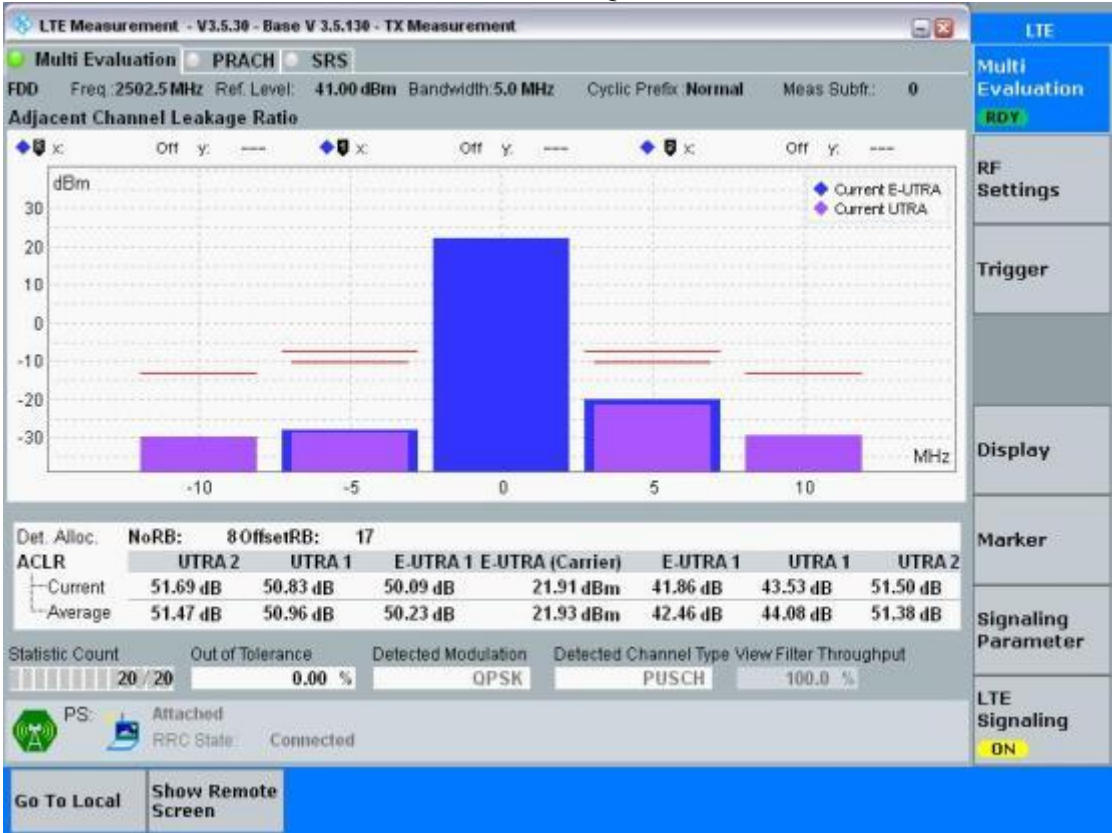 LTE Measurement - V3.5.30 - Base V 3.5.130 - TX Measurement
LTE
Multi Evaluation PRACH SRS
Multi
Evaluation
RDY
FDD Freq.:2502.5 MHz Ref. Level: 41.00 dBm Bandwidth:5.0 MHz Cyclic Prefix:Normal Meas Subfr.: 0
Adjacent Channel Leakage Ratio
x: Off y: --- x: Off y: --- x: Off y: ---
dBm
Current E-UTRA
Current UTRA
30
20
10
0
-10
-20
-30
MHz
-10 -5 0 5 10
RF
Settings
Trigger
Display
Marker
Signaling
Parameter
LTE
Signaling
ON
Det. Alloc. NoRB: 8 OffsetRB: 17
ACLR UTRA 2 UTRA 1 E-UTRA 1 E-UTRA (Carrier) E-UTRA 1 UTRA 1 UTRA 2
Current 51.69 dB 50.83 dB 50.09 dB 21.91 dBm 41.86 dB 43.53 dB 51.50 dB
Average 51.47 dB 50.96 dB 50.23 dB 21.93 dBm 42.46 dB 44.08 dB 51.38 dB
Statistic Count Out of Tolerance Detected Modulation Detected Channel Type View Filter Throughput
20 / 20 0.00 % QPSK PUSCH 100.0 %
PS: Attached
RRC State: Connected
Go To Local
Show Remote
Screen